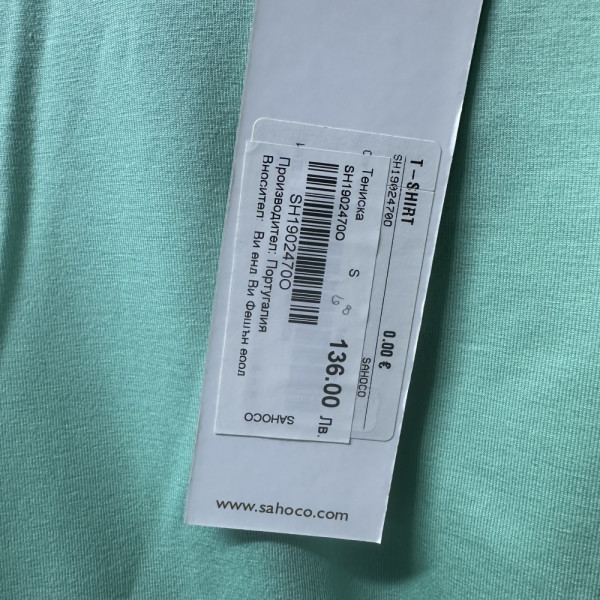 T-SHIRT
SH1902470O
0.00 €
SAHOCO
Тениска
SH1902470O S
68
136.00 Лв.
SH1902470O
Производител: Португалия
Вносител: Ви енд Ви Фешън еоод
SAHOCO
www.sahoco.com